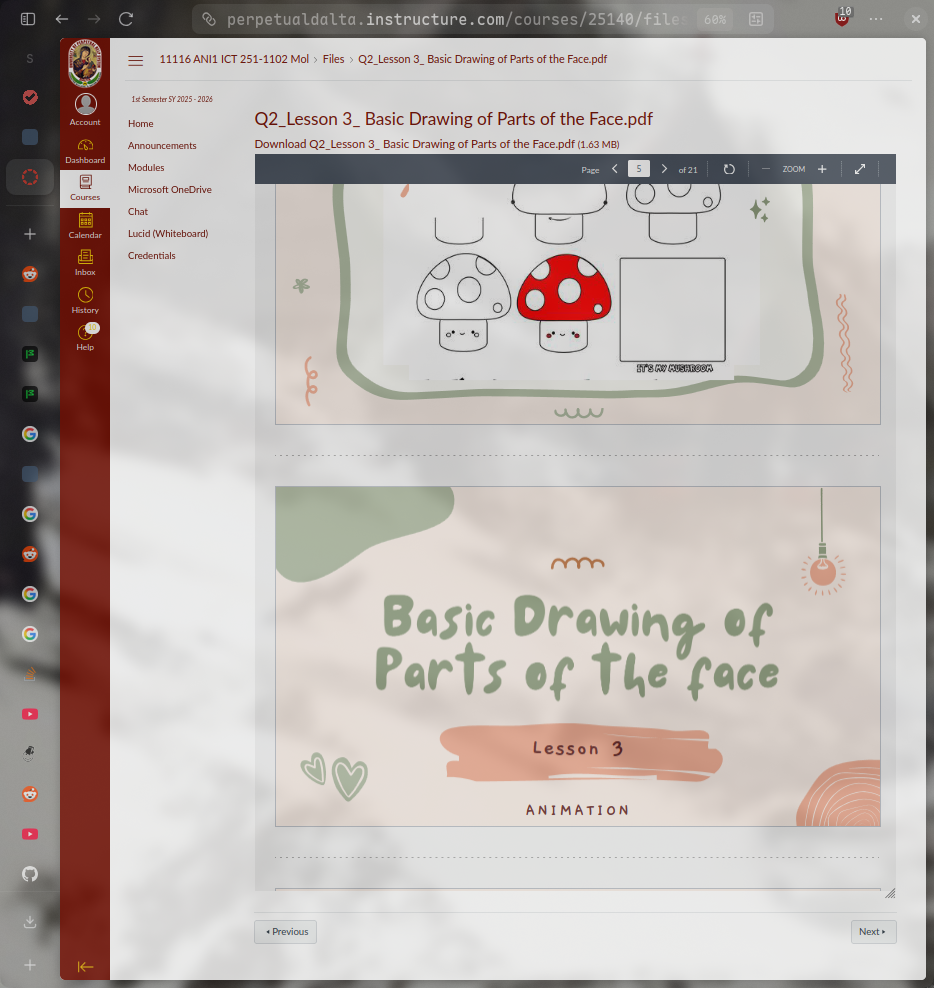 perpetualdalta.instructure.com/courses/25140/files
60%
10
S
11116 ANI1 ICT 251-1102 Mol › Files › Q2_Lesson 3_ Basic Drawing of Parts of the Face.pdf
1st Semester SY 2025 - 2026
Account
Dashboard
Courses
Calendar
Inbox
History
10
Help
Home
Announcements
Modules
Microsoft OneDrive
Chat
Lucid (Whiteboard)
Credentials
Q2_Lesson 3_ Basic Drawing of Parts of the Face.pdf
Download Q2_Lesson 3_ Basic Drawing of Parts of the Face.pdf (1.63 MB)
Page 5 of 21 ZOOM
IT'S MY MUSHROOM
Basic Drawing of
Parts of the face
Lesson 3
ANIMATION
Previous
Next